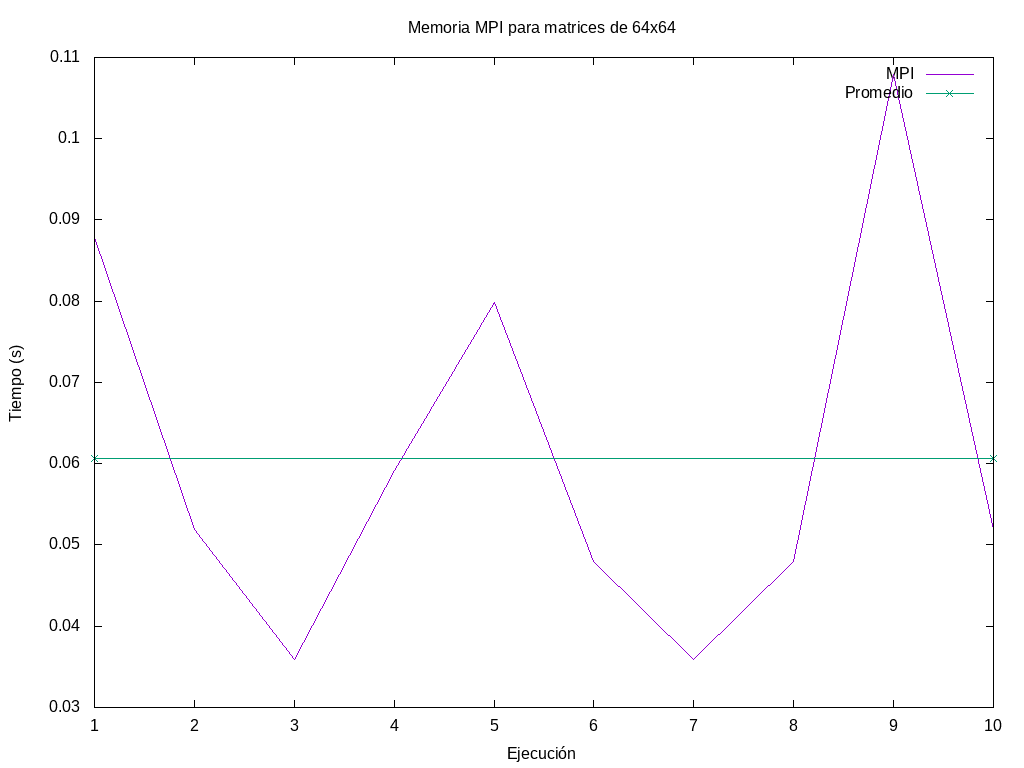 Memoria MPI para matrices de 64x64
MPI
Promedio
0.11
0.1
0.09
0.08
0.07
0.06
0.05
0.04
0.03
Tiempo (s)
1 2 3 4 5 6 7 8 9 10
Ejecución